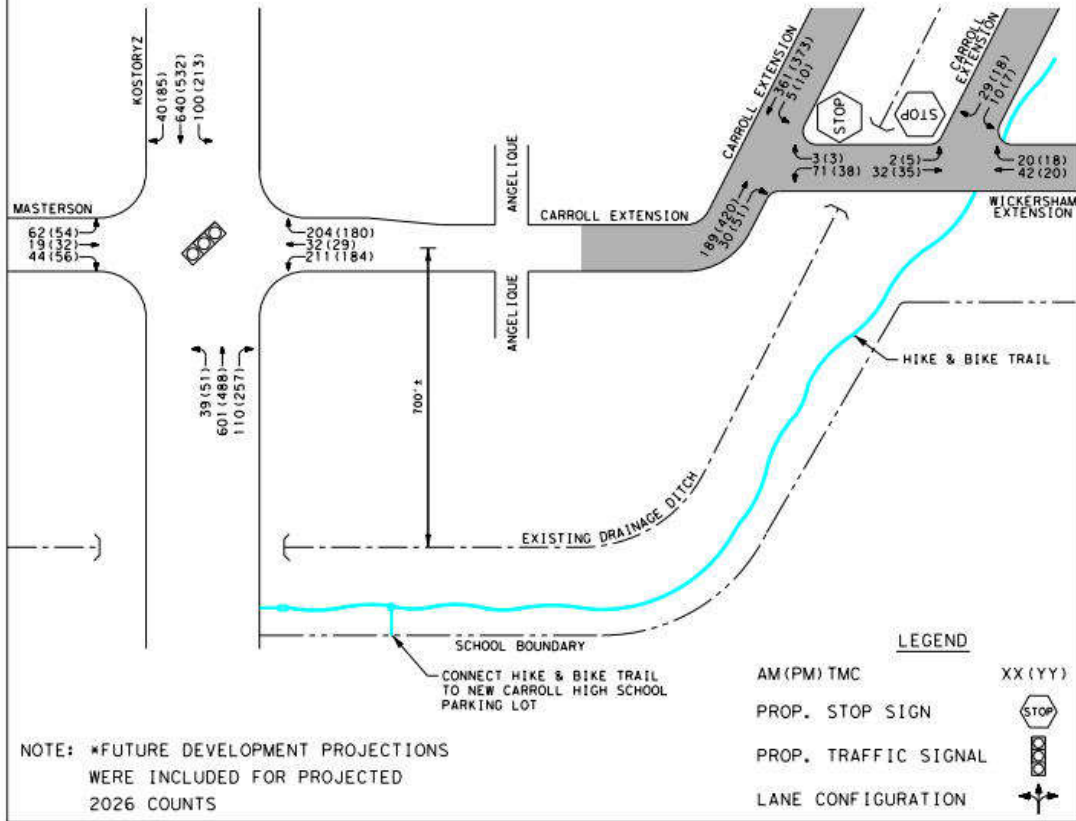 KOSTORYZ
40(85)
640(532)
100(213)
MASTERSON
62(54)
19(32)
44(56)
204(180)
32(29)
211(184)
39(51)
601(488)
110(257)
700'±
ANGELIQUE
ANGELIQUE
CARROLL EXTENSION
CARROLL EXTENSION
361(373)
5(10)
STOP
STOP
CARROLL
EXTENSION
29(18)
10(7)
3(3)
71(38)
2(5)
32(35)
20(18)
42(20)
WICKERSHAM
EXTENSION
189(420)
30(51)
HIKE & BIKE TRAIL
EXISTING DRAINAGE DITCH
SCHOOL BOUNDARY
CONNECT HIKE & BIKE TRAIL
TO NEW CARROLL HIGH SCHOOL
PARKING LOT
NOTE: *FUTURE DEVELOPMENT PROJECTIONS
WERE INCLUDED FOR PROJECTED
2026 COUNTS
LEGEND
AM(PM) TMC XX(YY)
PROP. STOP SIGN STOP
PROP. TRAFFIC SIGNAL
LANE CONFIGURATION